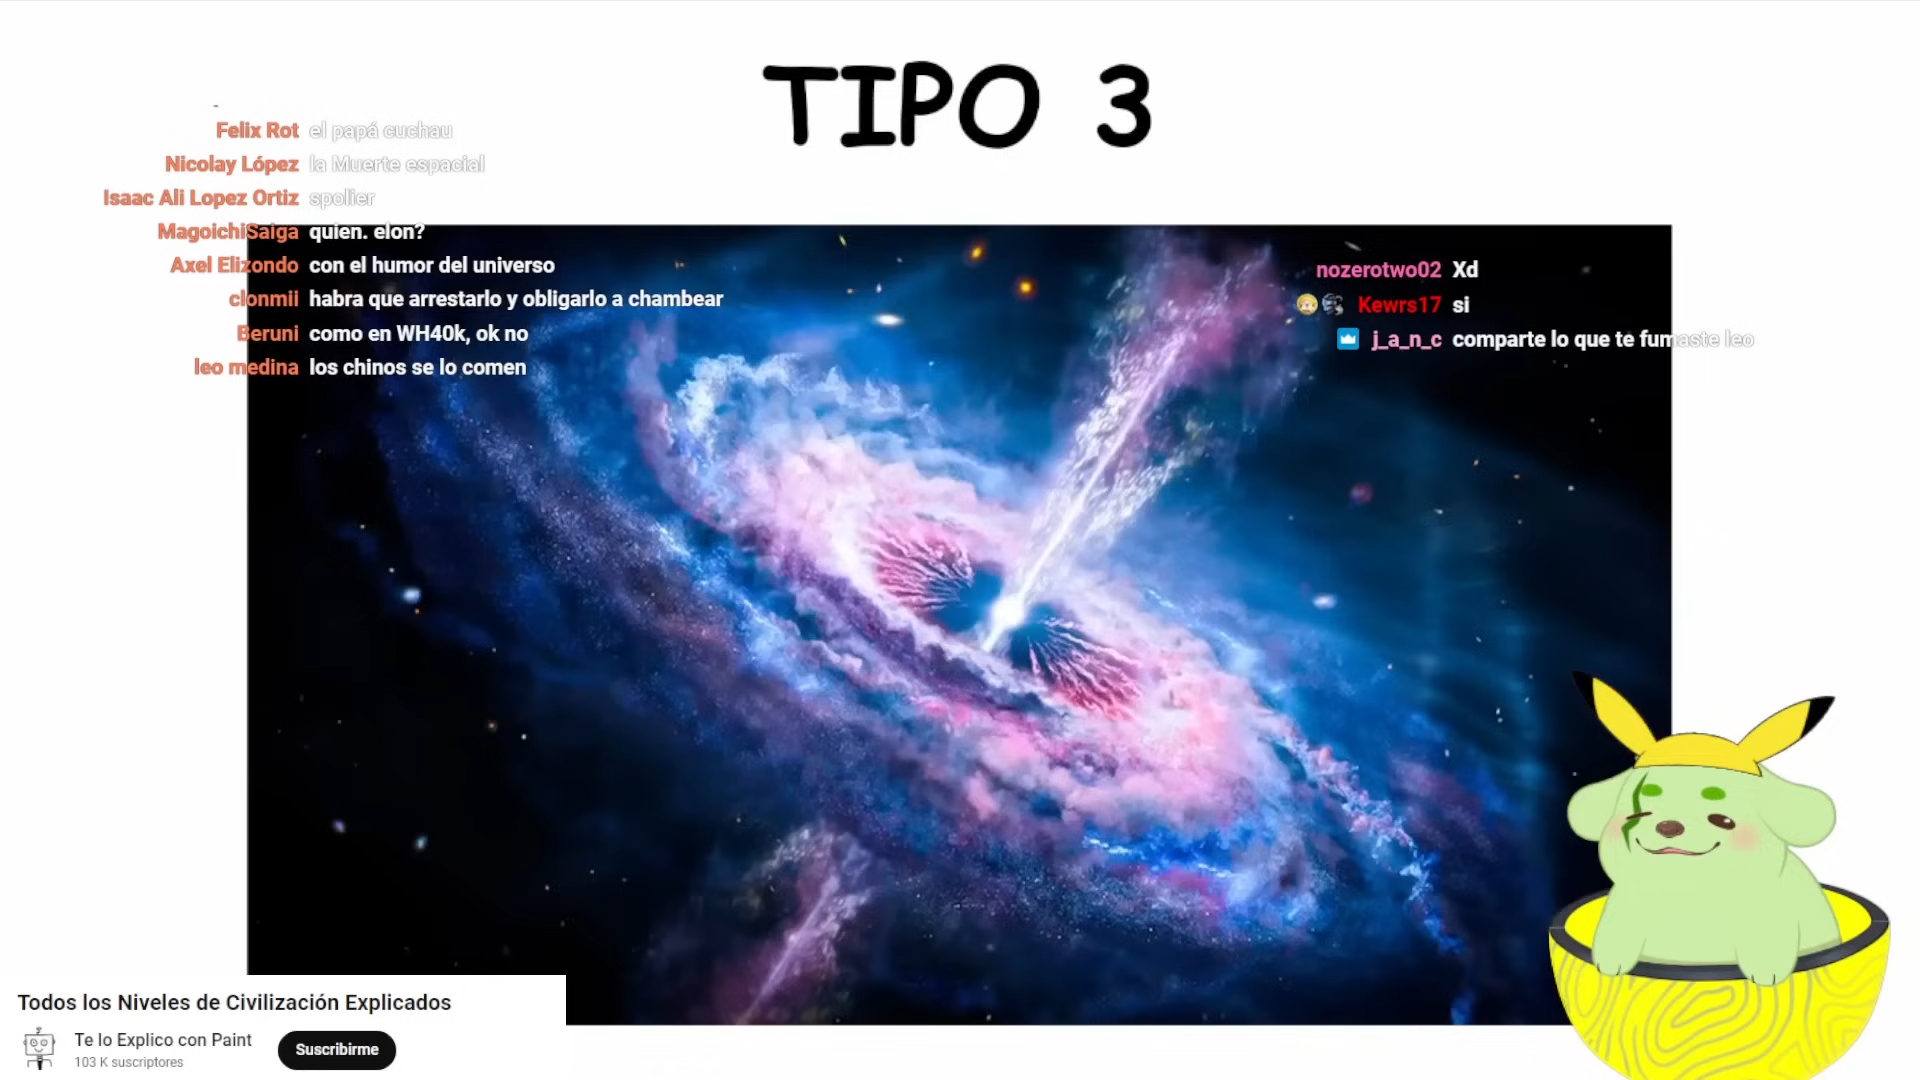 TIPO 3
Felix Rot el papá cuchau
Nicolay López la Muerte espacial
Isaac Ali Lopez Ortiz spolier
MagoichiSaiga quien. elon?
Axel Elizondo con el humor del universo
clonmii habra que arrestarlo y obligarlo a chambear
Beruni como en WH40k, ok no
leo medina los chinos se lo comen
nozerotwo02 Xd
Kewrs17 si
j_a_n_c comparte lo que te fumaste leo
Todos los Niveles de Civilización Explicados
Te lo Explico con Paint
103 K suscriptores
Suscribirme